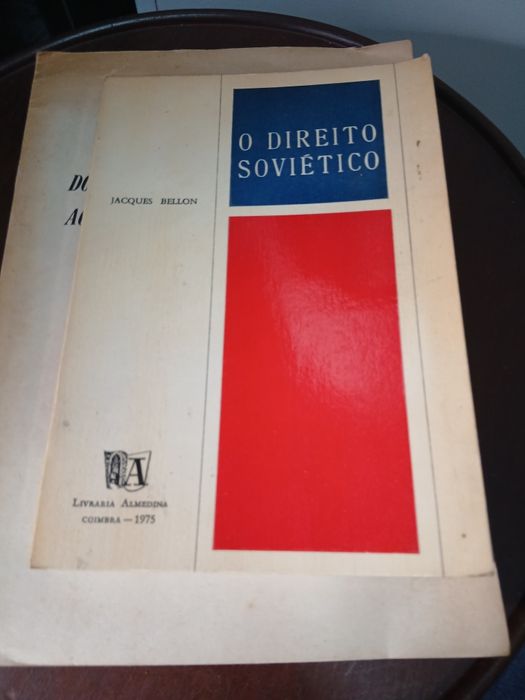 O DIREITO
SOVIÉTICO
JACQUES BELLON
LIVRARIA ALMEDINA
COIMBRA — 1975